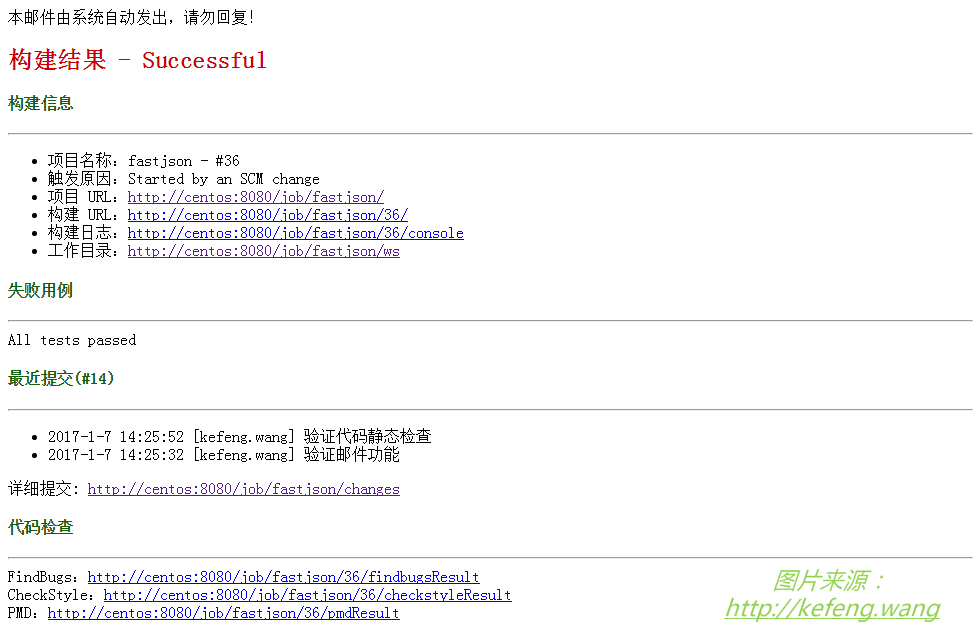 本邮件由系统自动发出，请勿回复！
构建结果 - Successful
构建信息
项目名称：fastjson - #36
触发原因：Started by an SCM change
项目 URL：http://centos:8080/job/fastjson/
构建 URL：http://centos:8080/job/fastjson/36/
构建日志：http://centos:8080/job/fastjson/36/console
工作目录：http://centos:8080/job/fastjson/ws
失败用例
All tests passed
最近提交(#14)
2017-1-7 14:25:52 [kefeng.wang] 验证代码静态检查
2017-1-7 14:25:32 [kefeng.wang] 验证邮件功能
详细提交: http://centos:8080/job/fastjson/changes
代码检查
FindBugs：http://centos:8080/job/fastjson/36/findbugsResult
CheckStyle：http://centos:8080/job/fastjson/36/checkstyleResult
PMD：http://centos:8080/job/fastjson/36/pmdResult
图片来源：
http://kefeng.wang